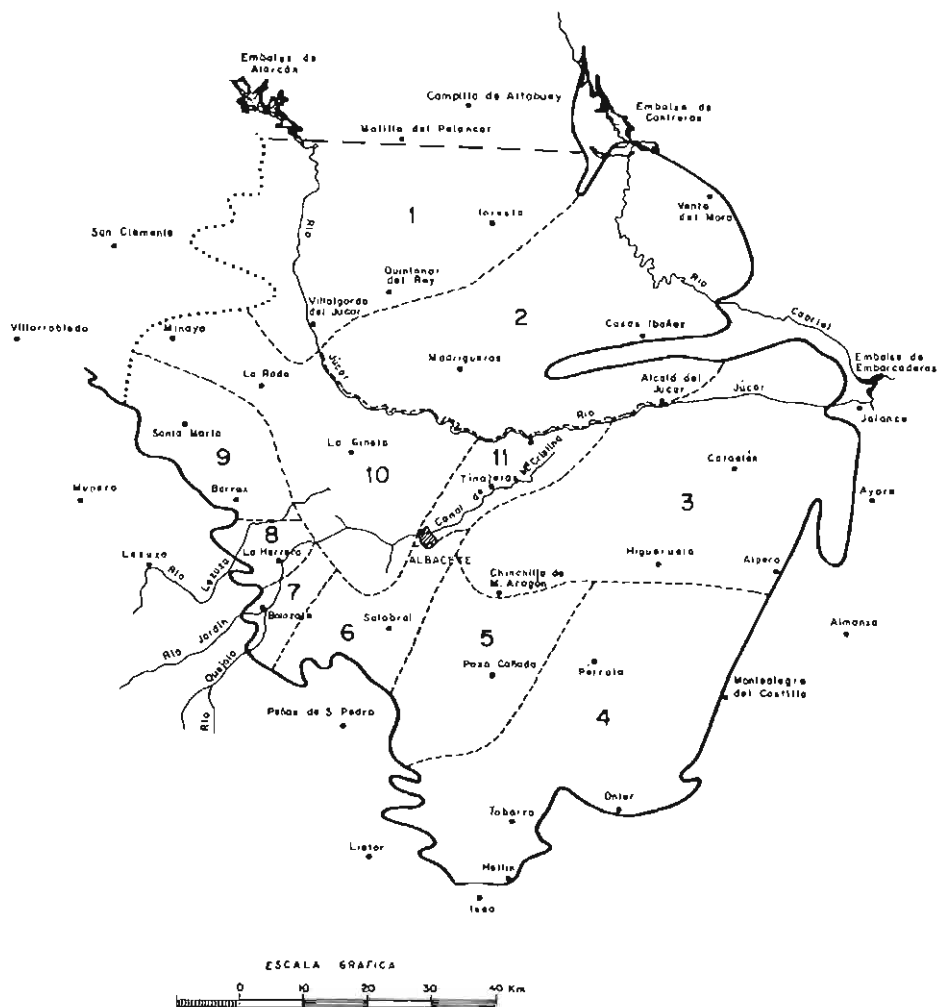 Embalse de
Alarcón
Campillo de Altobuey
Embalse de
Contreras
Motilla del Palancar
1
Iniesta
Venta
del Moro
Río
San Clemente
Quintanar
del Rey
Villalgordo
del Júcar
2
Río
Cabriel
Villarrobledo
Minaya
Casas Ibáñez
Madrigueras
Embalse de
Embarcaderos
La Roda
Júcar
Alcalá del
Júcar
Júcar
Jalance
Río
Santa Marta
La Gineta
11
9
10
Tinajeros
Canal de Mª Cristina
Carcelén
3
Munera
Barrax
Ayora
8
La Herrera
ALBACETE
Lezuza
Río Lezuza
Higueruela
Alpera
Chinchilla de
M. Aragón
7
Balazote
Salobral
6
5
Almansa
Río Jardín
Pozo Cañada
Pétrola
Río Quejola
Montealegre
del Castillo
Peñas de S. Pedro
4
Ontur
Tobarra
Lietor
Hellín
Isso
ESCALA GRAFICA
0 10 20 30 40 Km